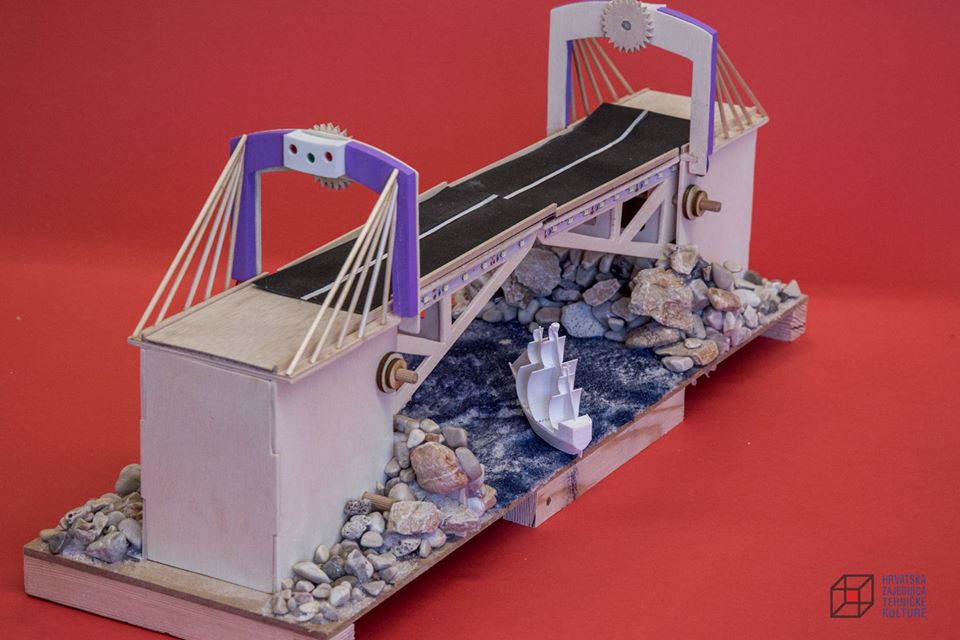 HRVATSKA
ZAJEDNICA
TEHNIČKE
KULTURE